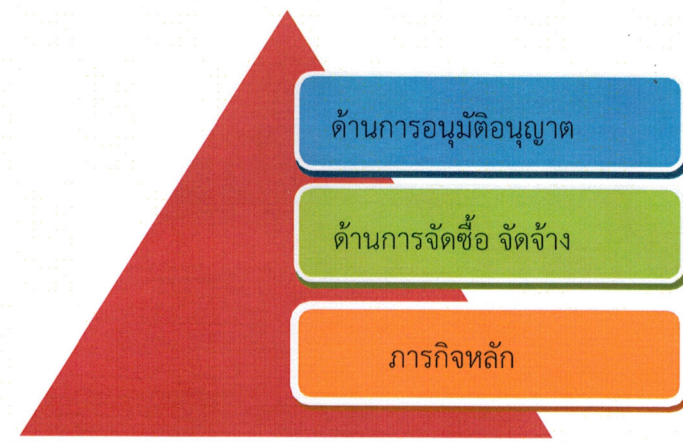 ด้านการอนุมัติอนุญาต
ด้านการจัดซื้อ จัดจ้าง
ภารกิจหลัก